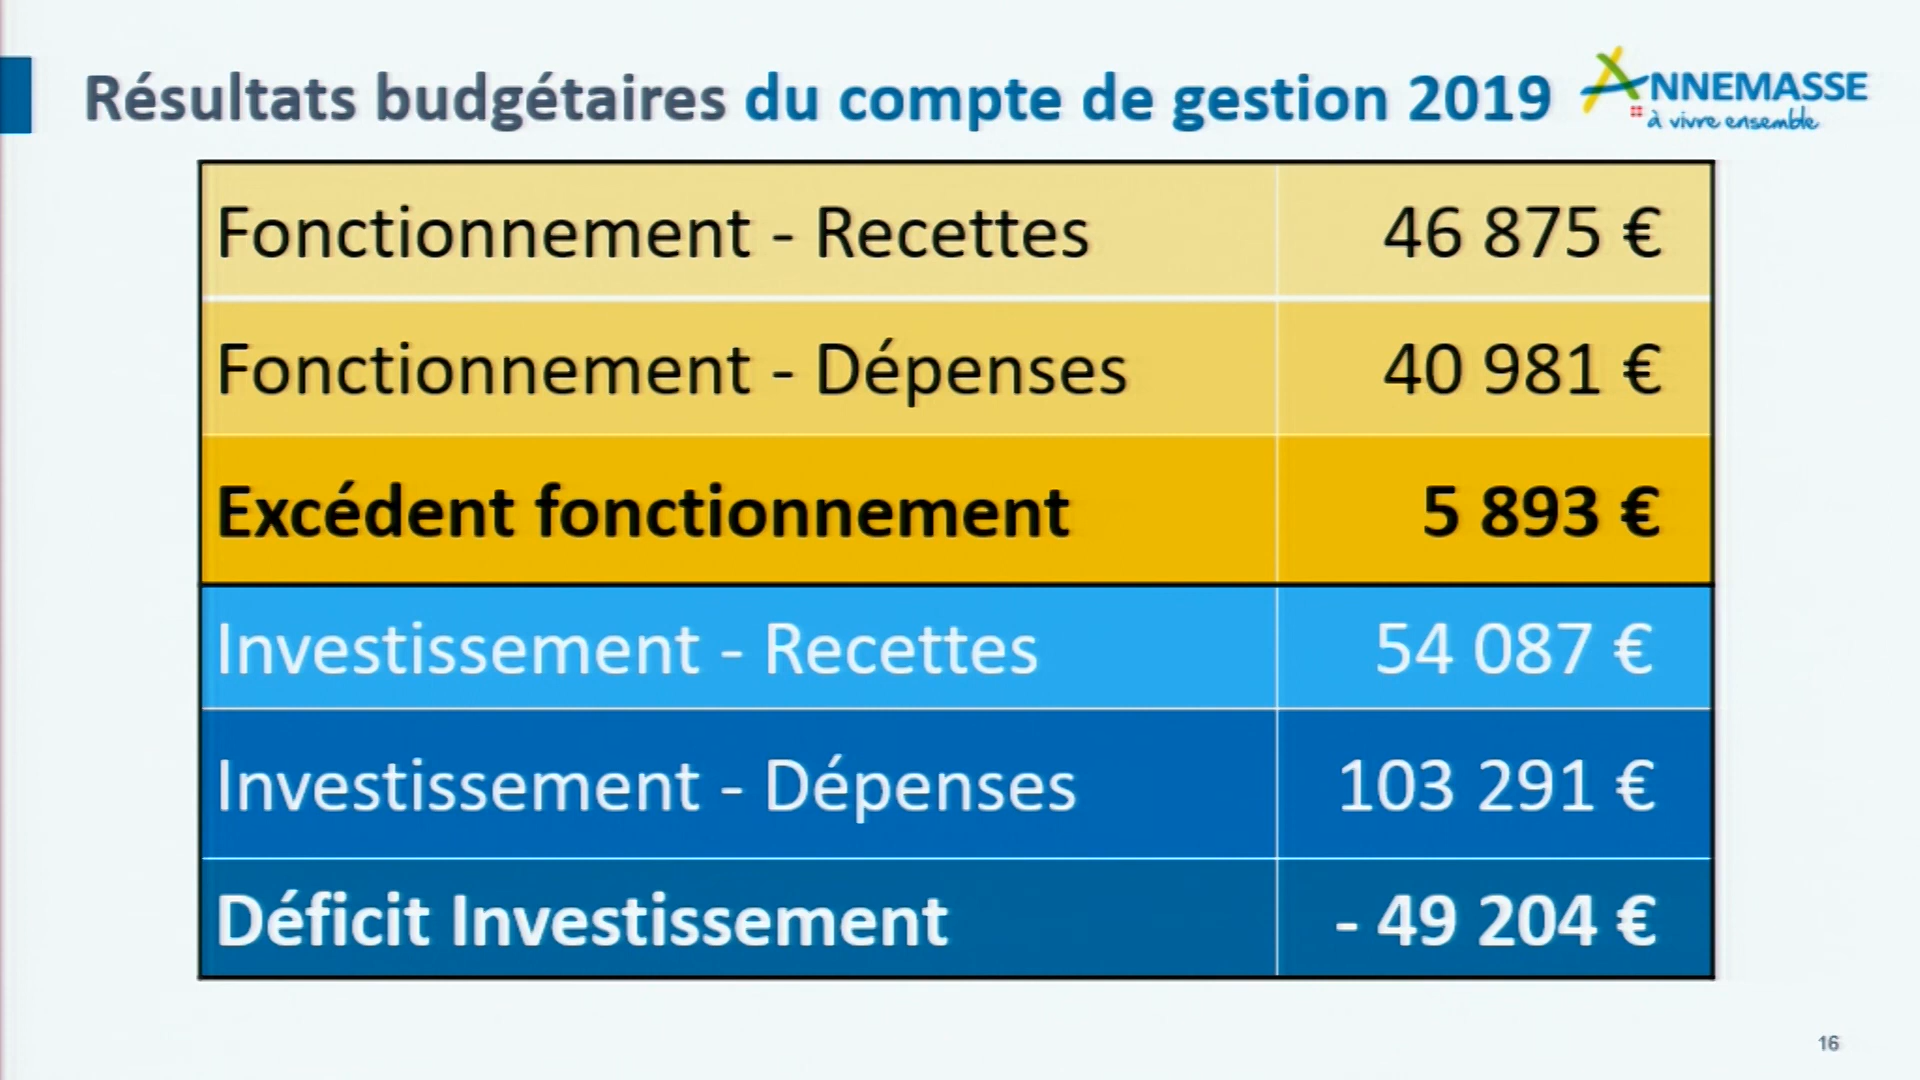 Résultats budgétaires du compte de gestion 2019
ANNEMASSE
à vivre ensemble
Fonctionnement - Recettes 46 875 €
Fonctionnement - Dépenses 40 981 €
Excédent fonctionnement 5 893 €
Investissement - Recettes 54 087 €
Investissement - Dépenses 103 291 €
Déficit Investissement - 49 204 €
16